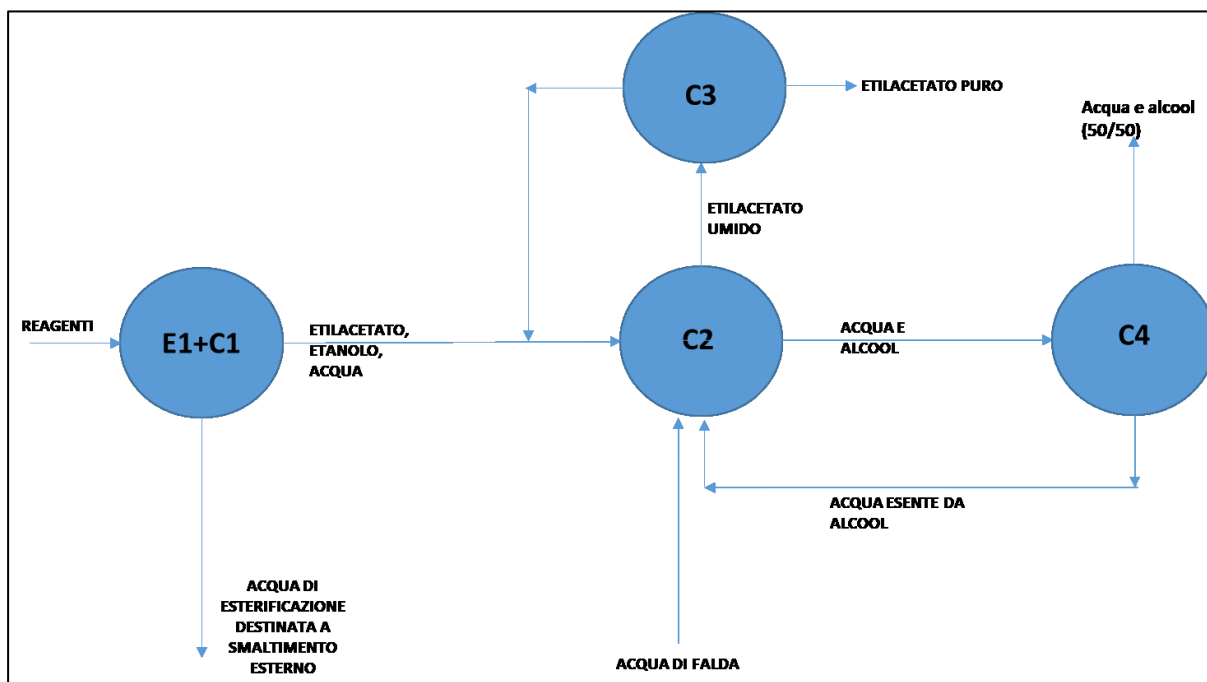 C3
ETILACETATO PURO
Acqua e alcool
(50/50)
ETILACETATO
UMIDO
REAGENTI
E1+C1
ETILACETATO,
ETANOLO,
ACQUA
C2
ACQUA E
ALCOOL
C4
ACQUA ESENTE DA
ALCOOL
ACQUA DI
ESTERIFICAZIONE
DESTINATA A
SMALTIMENTO
ESTERNO
ACQUA DI FALDA